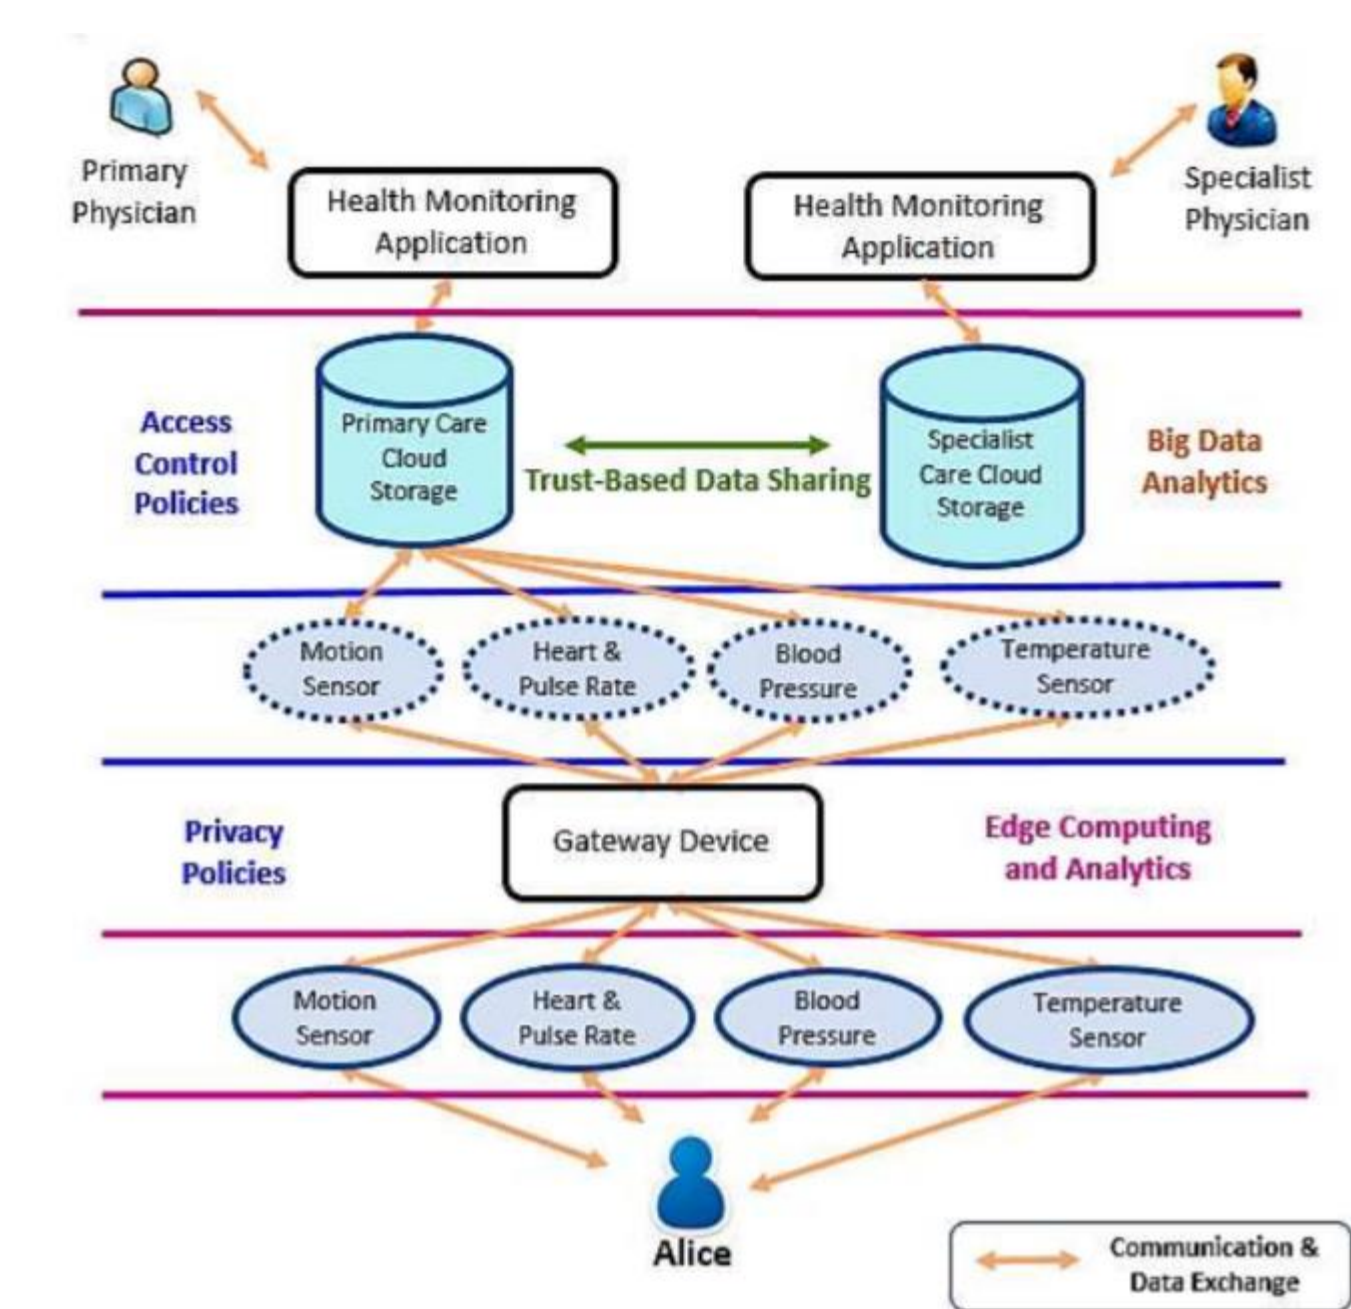 Primary
Physician
Health Monitoring
Application
Health Monitoring
Application
Specialist
Physician
Access
Control
Policies
Primary Care
Cloud
Storage
Trust-Based Data Sharing
Specialist
Care Cloud
Storage
Big Data
Analytics
Motion
Sensor
Heart &
Pulse Rate
Blood
Pressure
Temperature
Sensor
Privacy
Policies
Gateway Device
Edge Computing
and Analytics
Motion
Sensor
Heart &
Pulse Rate
Blood
Pressure
Temperature
Sensor
Alice
Communication &
Data Exchange